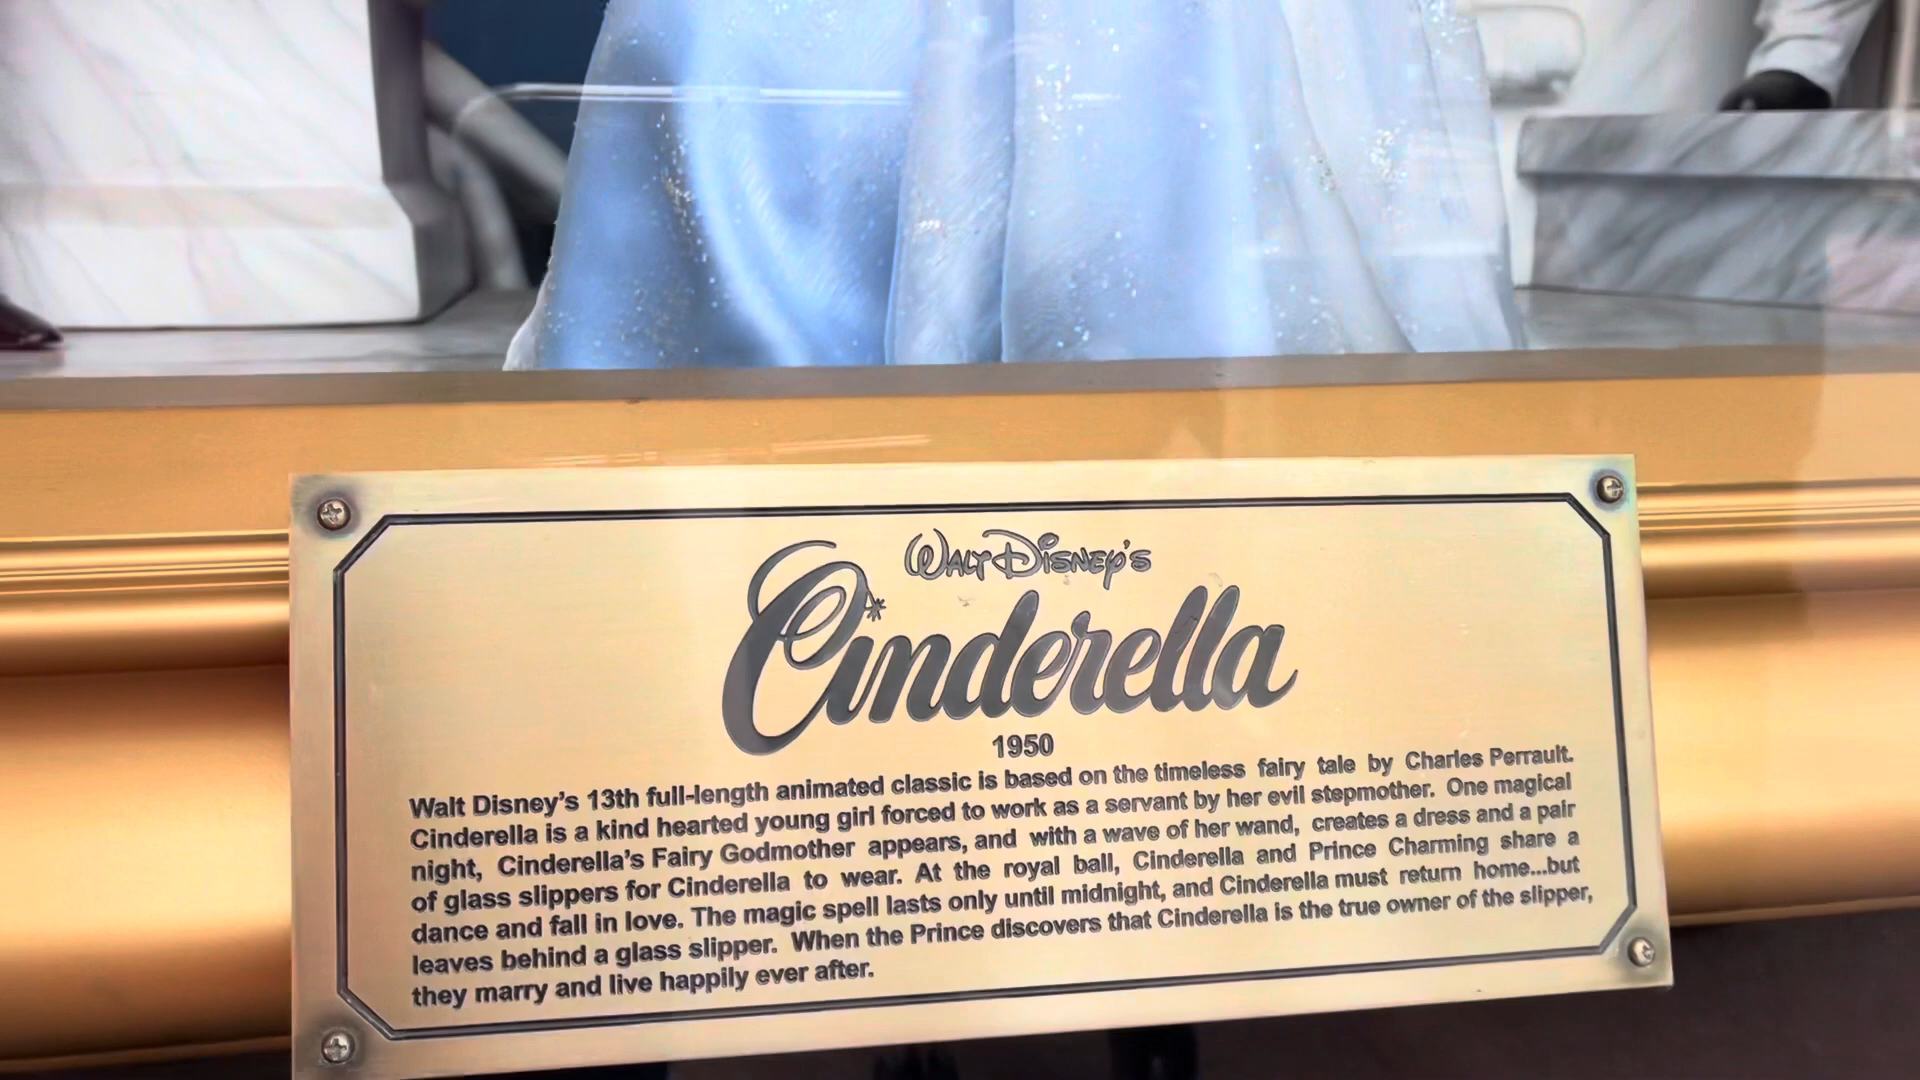 WALT DISNEY'S
Cinderella
1950
Walt Disney's 13th full-length animated classic is based on the timeless fairy tale by Charles Perrault.
Cinderella is a kind hearted young girl forced to work as a servant by her evil stepmother. One magical
night, Cinderella's Fairy Godmother appears, and with a wave of her wand, creates a dress and a pair
of glass slippers for Cinderella to wear. At the royal ball, Cinderella and Prince Charming share a
dance and fall in love. The magic spell lasts only until midnight, and Cinderella must return home...but
leaves behind a glass slipper. When the Prince discovers that Cinderella is the true owner of the slipper,
they marry and live happily ever after.